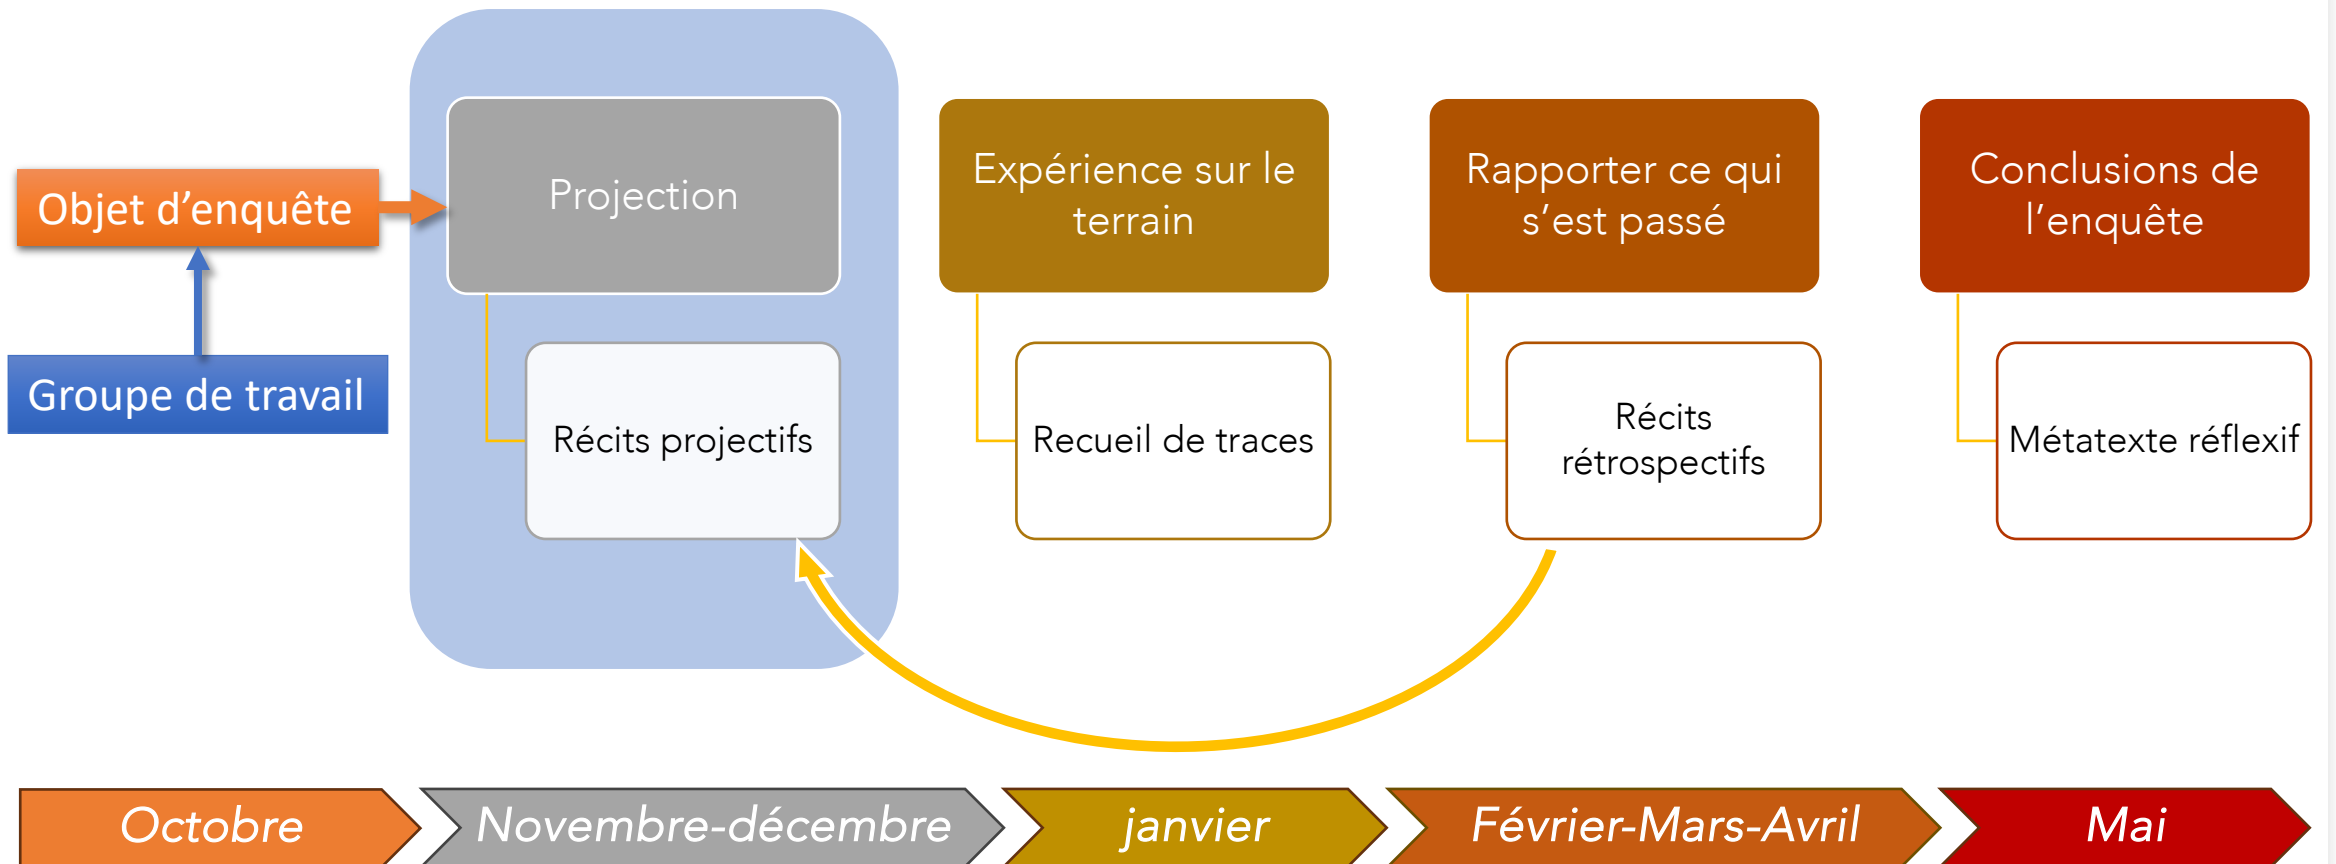 Objet d’enquête
Groupe de travail
Projection
Récits projectifs
Expérience sur le
terrain
Recueil de traces
Rapporter ce qui
s’est passé
Récits
rétrospectifs
Conclusions de
l’enquête
Métatexte réflexif
Octobre
Novembre-décembre
janvier
Février-Mars-Avril
Mai